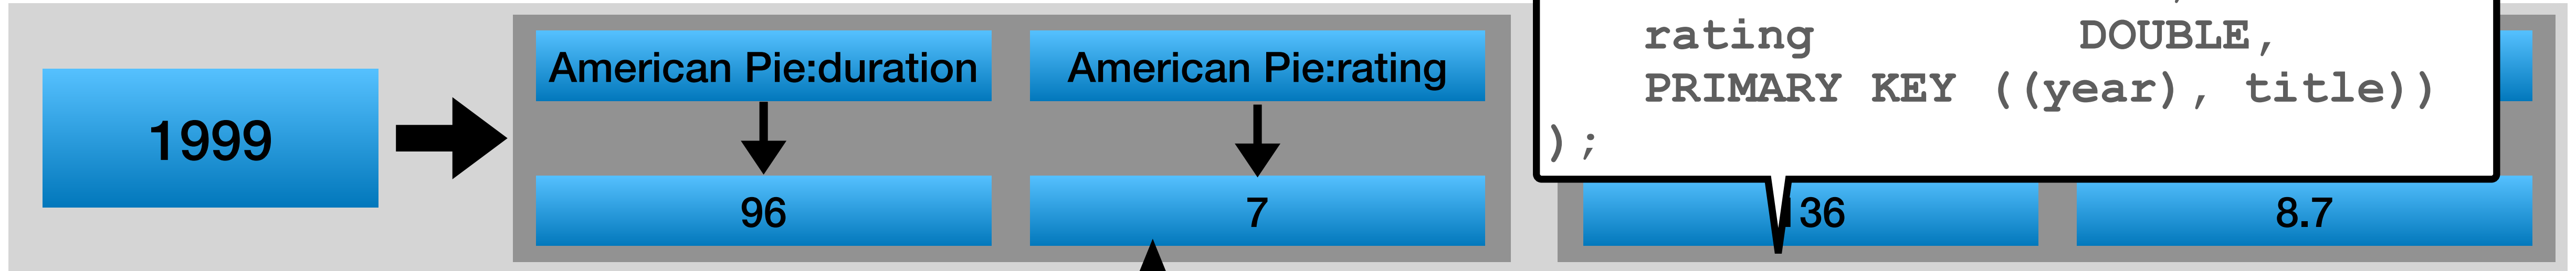 1999
American Pie:duration
American Pie:rating
96
7
rating DOUBLE,
PRIMARY KEY ((year), title))
);
36
8.7